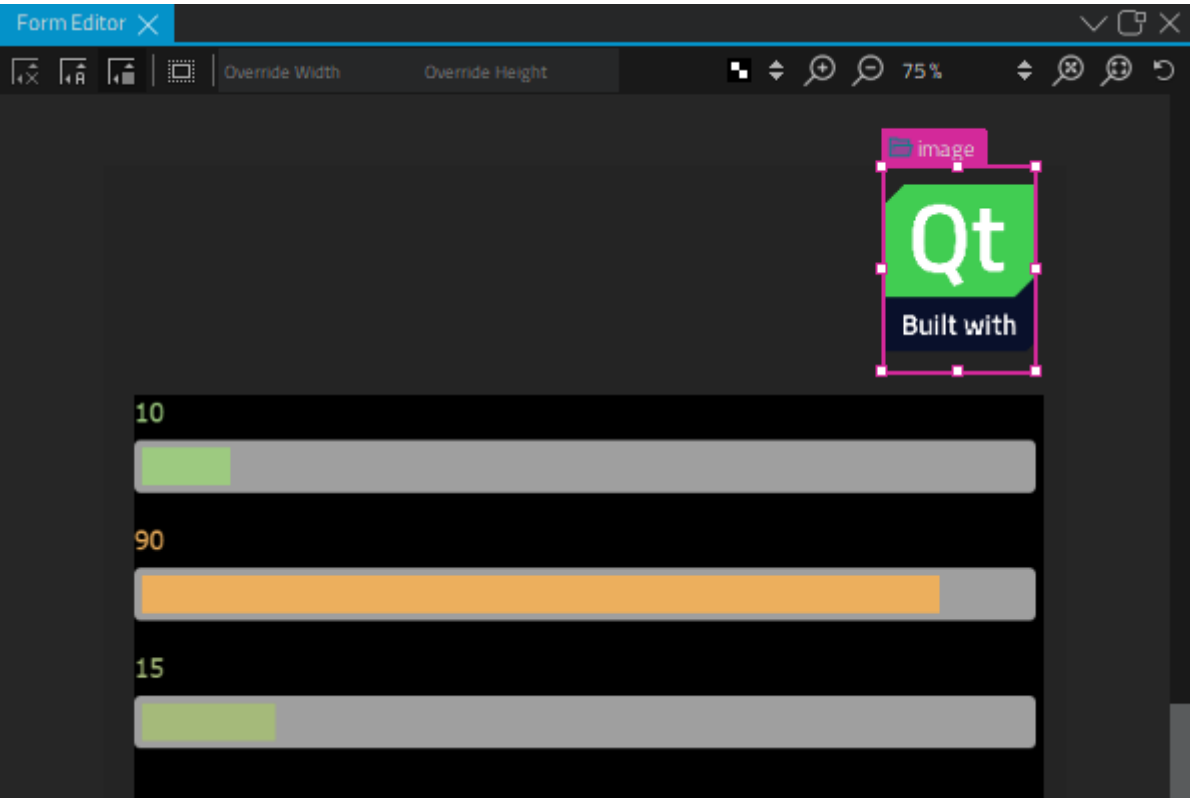 Form Editor
Override Width Override Height 75%
image
Qt
Built with
10
90
15